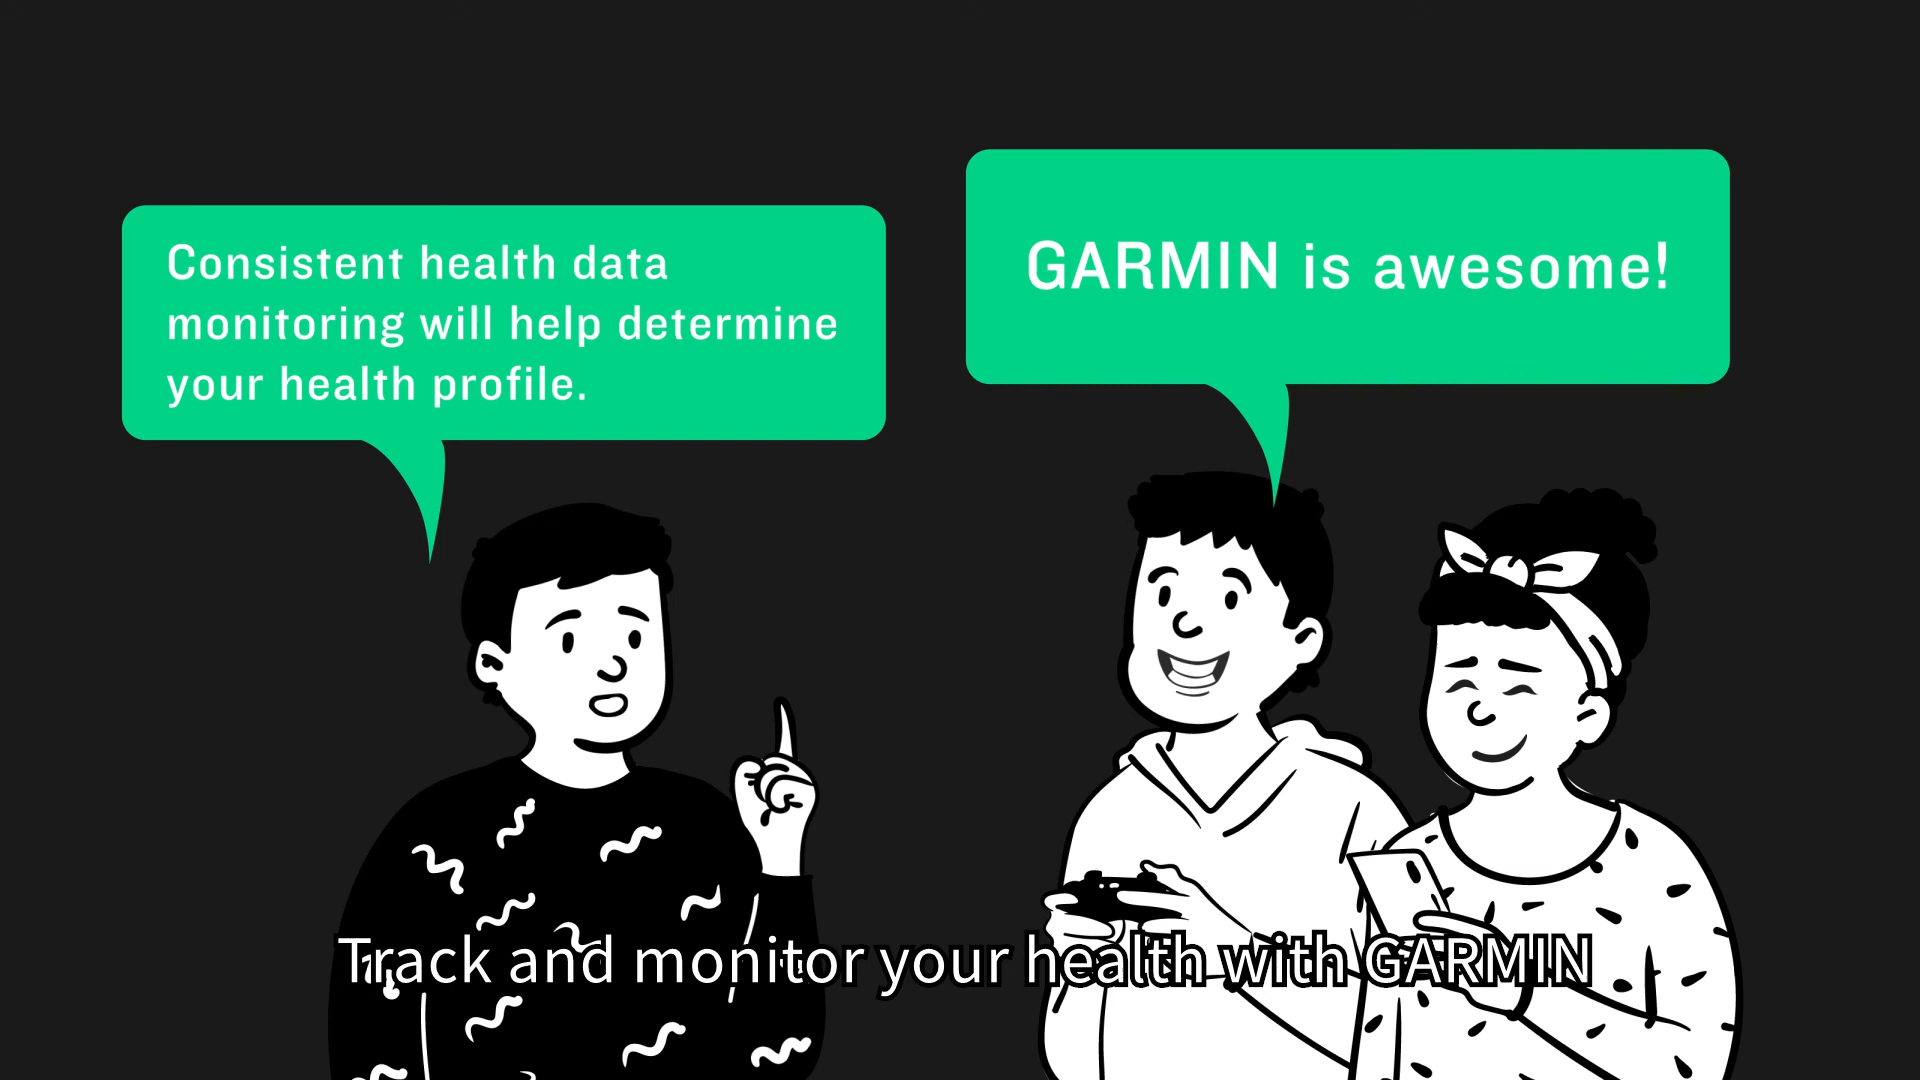 Consistent health data
monitoring will help determine
your health profile.
GARMIN is awesome!
Track and monitor your health with GARMIN